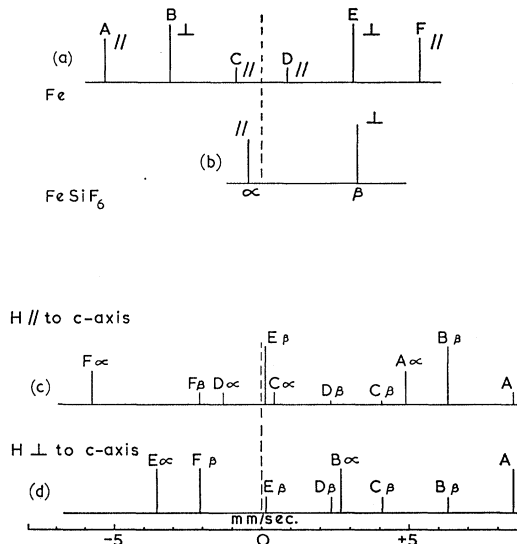 A // B ⊥ C // D // E ⊥ F //
(a)
Fe
// ⊥
(b)
α β
FeSiF6
H // to c-axis
Fα Fβ Dα Eβ Cα Dβ Cβ Aα Bβ A
(c)
H ⊥ to c-axis
Eα Fβ Eβ Dβ Bα Cβ Bβ A
(d)
mm/sec.
-5 0 +5